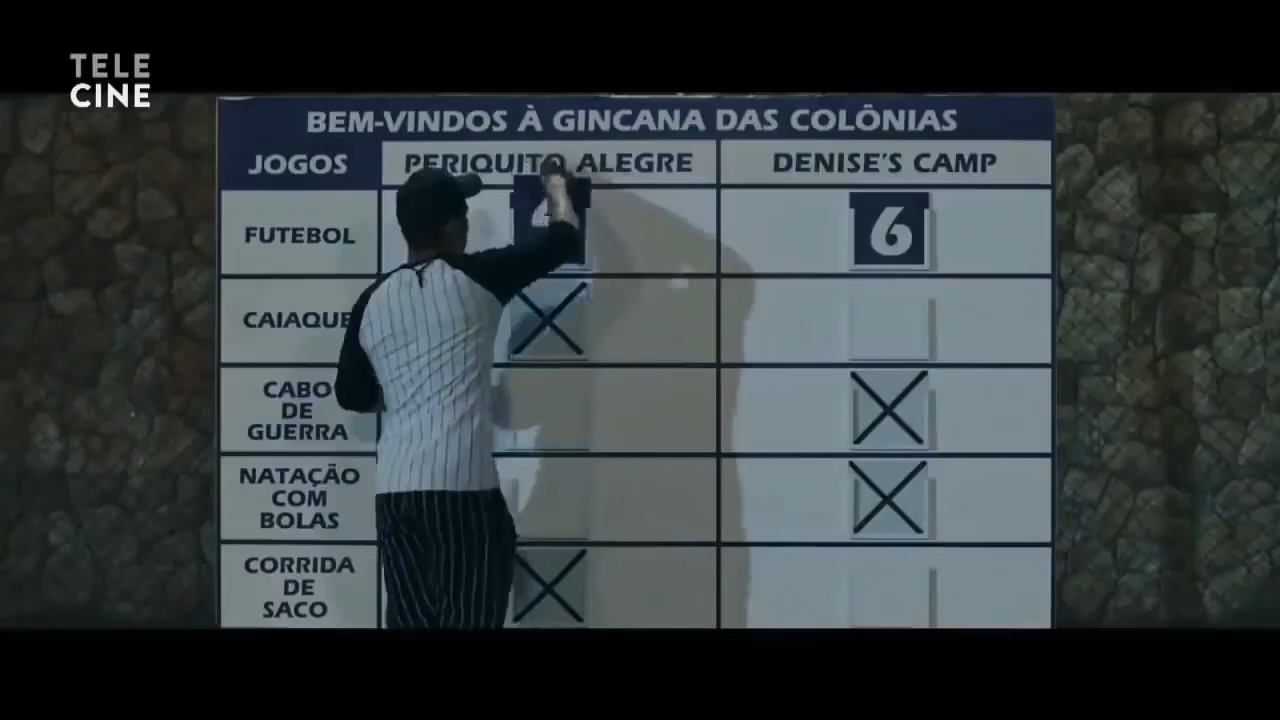 TELE
CINE
BEM-VINDOS À GINCANA DAS COLÔNIAS
JOGOS
PERIQUITO ALEGRE
DENISE'S CAMP
FUTEBOL
6
CAIAQUE
CABO
DE
GUERRA
NATAÇÃO
COM
BOLAS
CORRIDA
DE
SACO